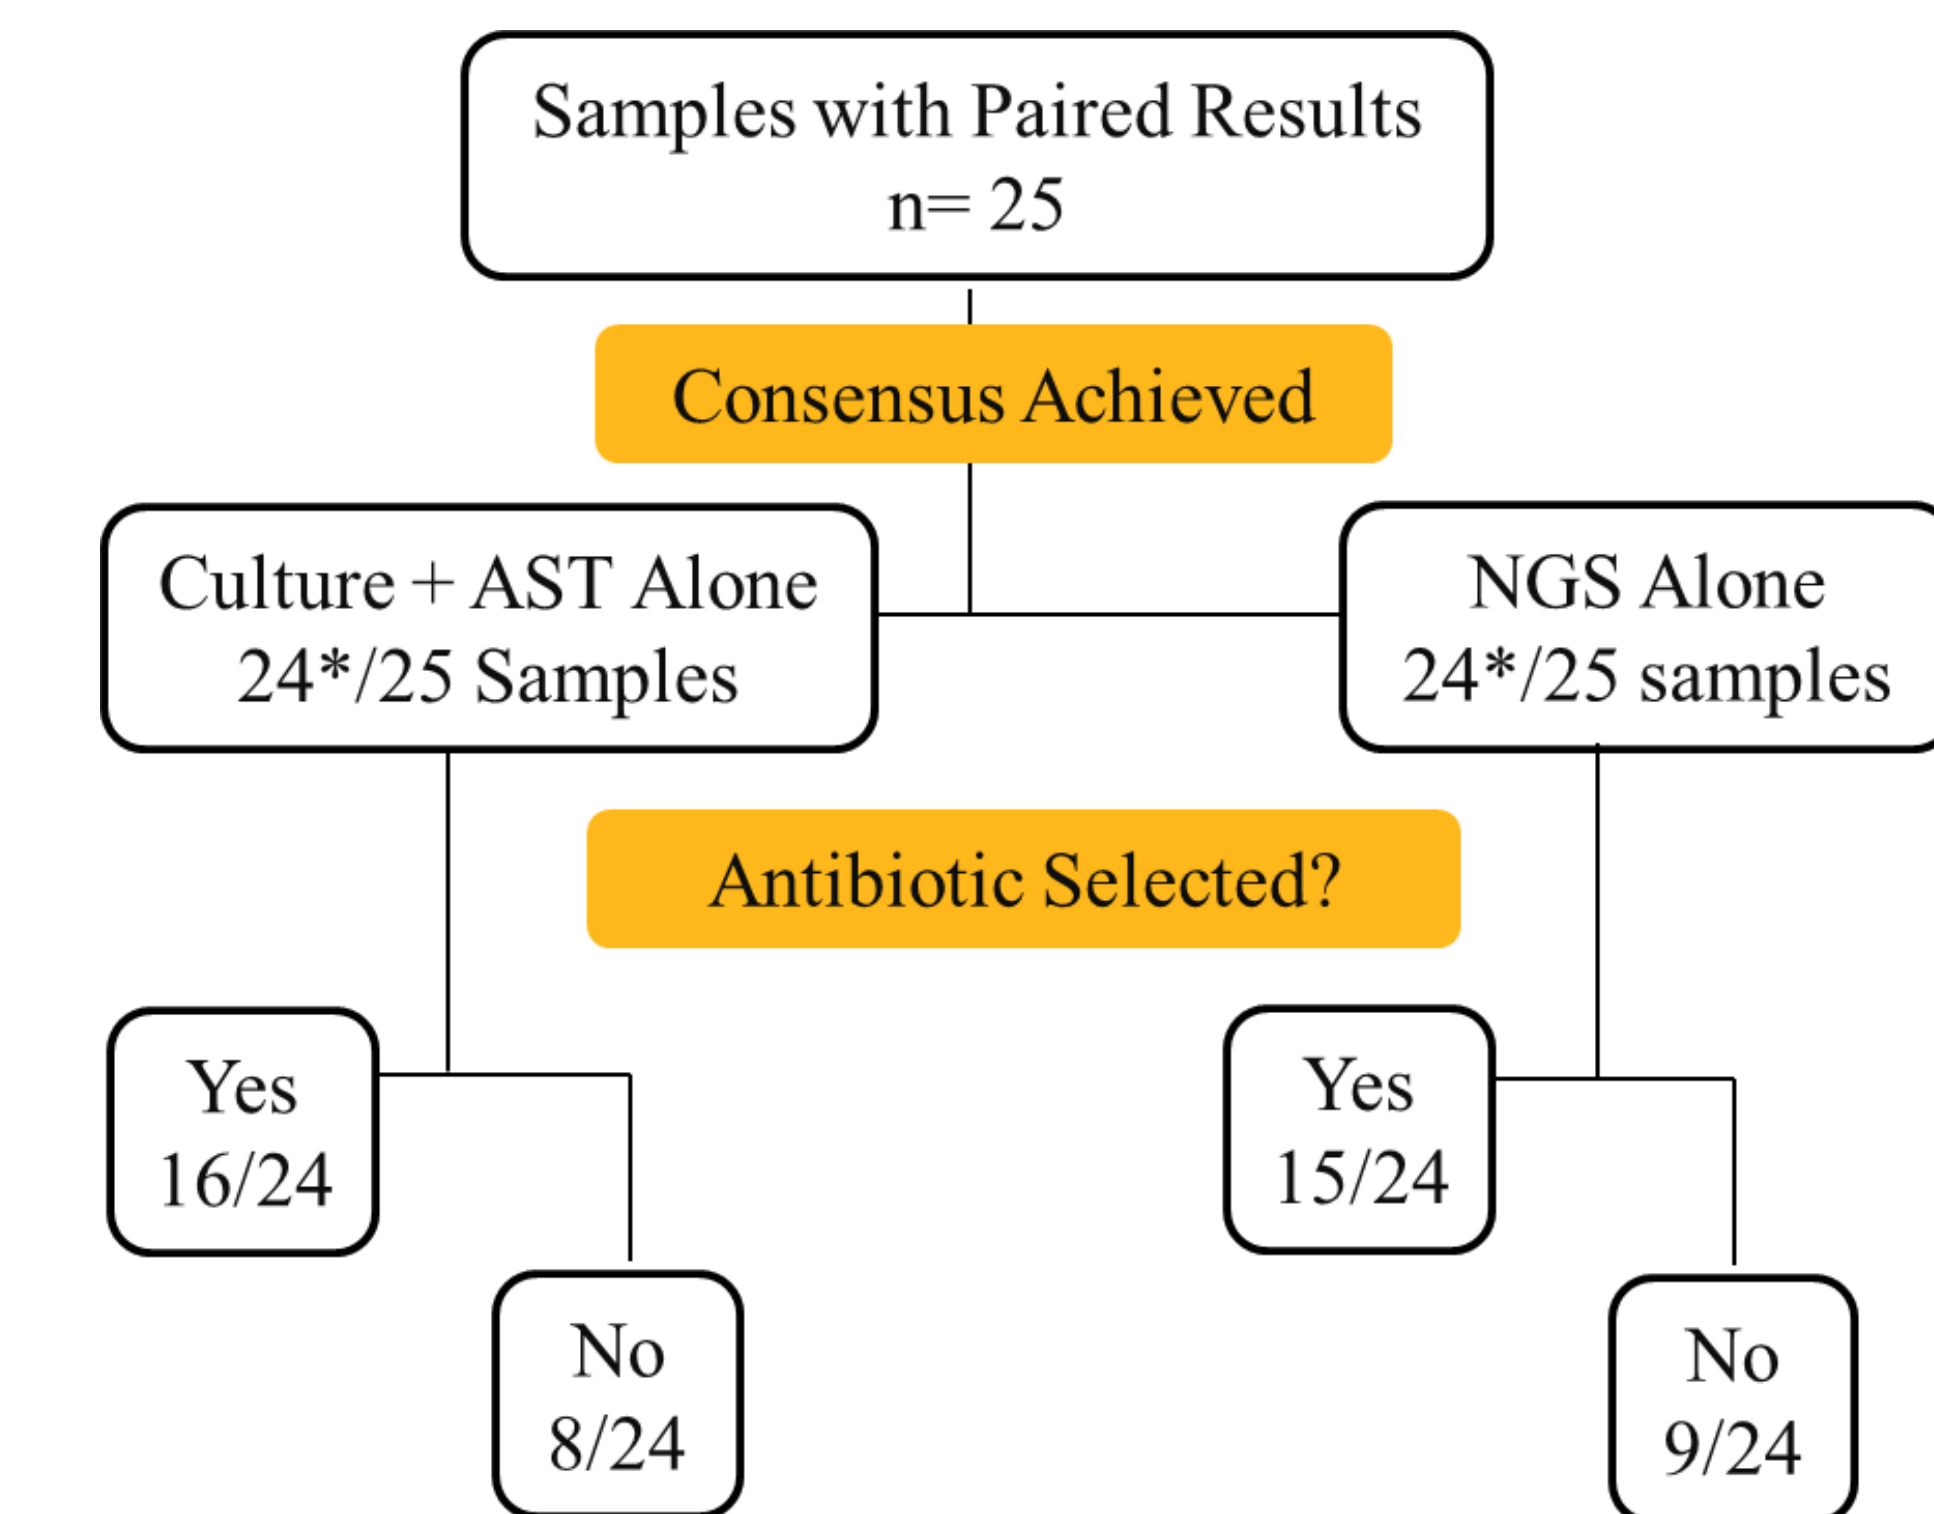 Samples with Paired Results
n= 25
Consensus Achieved
Culture + AST Alone
24*/25 Samples
NGS Alone
24*/25 samples
Antibiotic Selected?
Yes
16/24
Yes
15/24
No
8/24
No
9/24